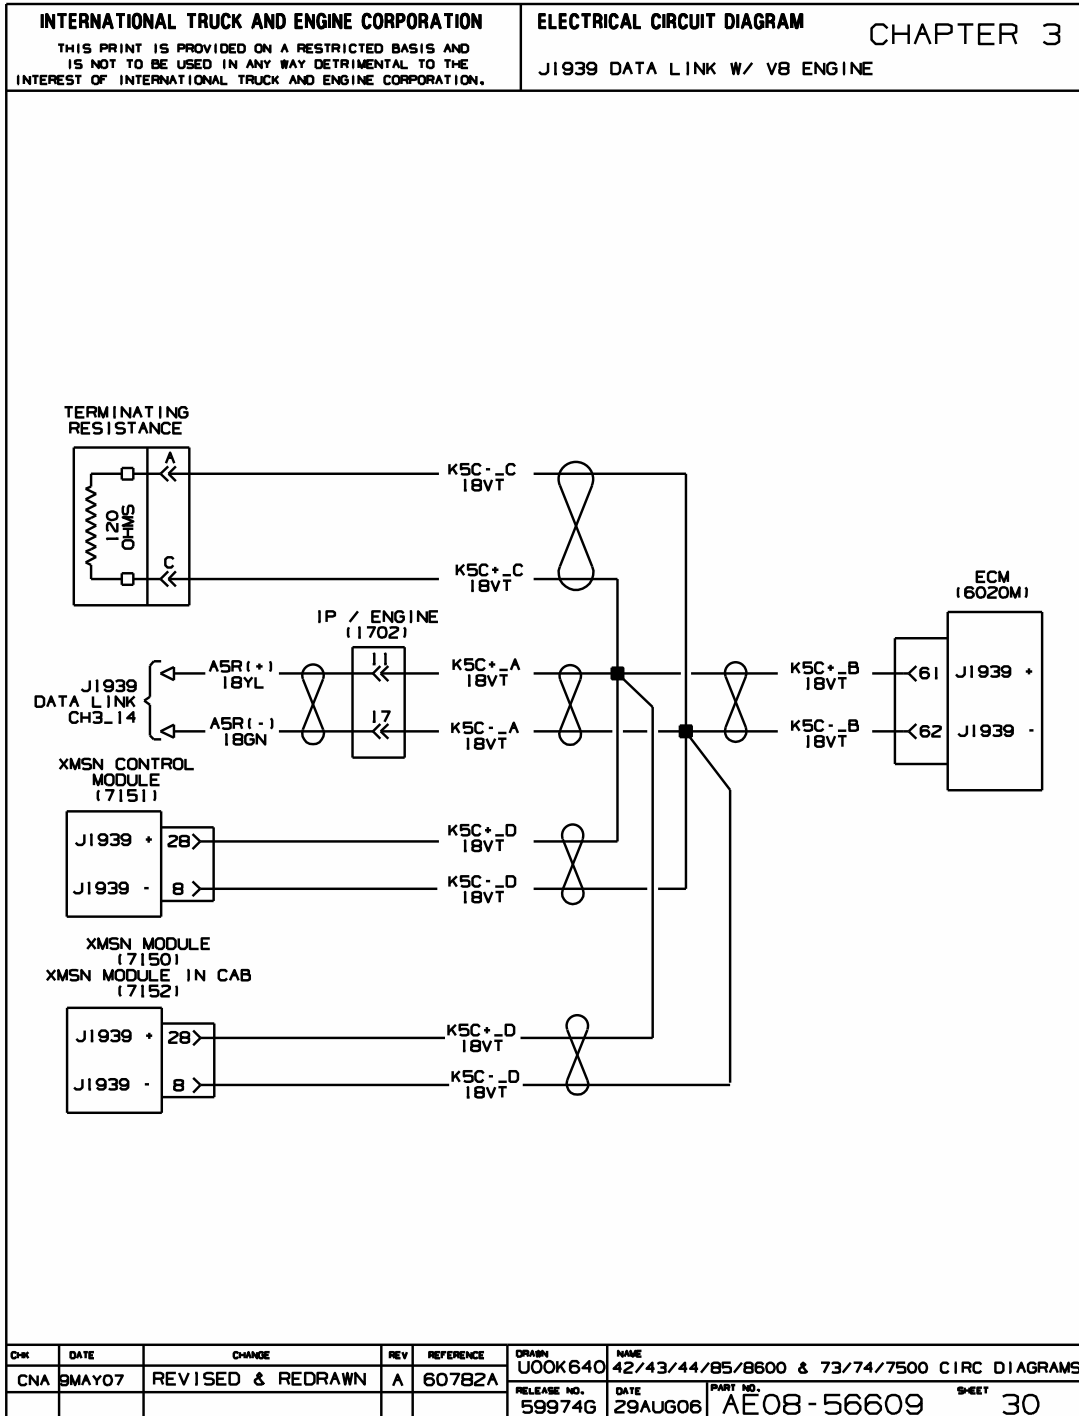 INTERNATIONAL TRUCK AND ENGINE CORPORATION
THIS PRINT IS PROVIDED ON A RESTRICTED BASIS AND
IS NOT TO BE USED IN ANY WAY DETRIMENTAL TO THE
INTEREST OF INTERNATIONAL TRUCK AND ENGINE CORPORATION.
ELECTRICAL CIRCUIT DIAGRAM
CHAPTER 3
J1939 DATA LINK W/ V8 ENGINE
TERMINATING
RESISTANCE
A
120
OHMS
C
K5C-_C
18VT
K5C+_C
18VT
IP / ENGINE
(1702)
ECM
(6020M)
J1939
DATA LINK
CH3_14
A5R(+)
18YL
11
K5C+_A
18VT
K5C+_B
18VT
61
J1939 +
A5R(-)
18GN
17
K5C-_A
18VT
K5C-_B
18VT
62
J1939 -
XMSN CONTROL
MODULE
(7151)
J1939 +
28
K5C+_D
18VT
J1939 -
8
K5C-_D
18VT
XMSN MODULE
(7150)
XMSN MODULE IN CAB
(7152)
J1939 +
28
K5C+_D
18VT
J1939 -
8
K5C-_D
18VT
CHK DATE CHANGE REV REFERENCE
CNA 9MAY07 REVISED & REDRAWN A 60782A
DRAWN
U00K640
NAME
42/43/44/85/8600 & 73/74/7500 CIRC DIAGRAMS
RELEASE NO.
59974G
DATE
29AUG06
PART NO.
AE08-56609
SHEET
30